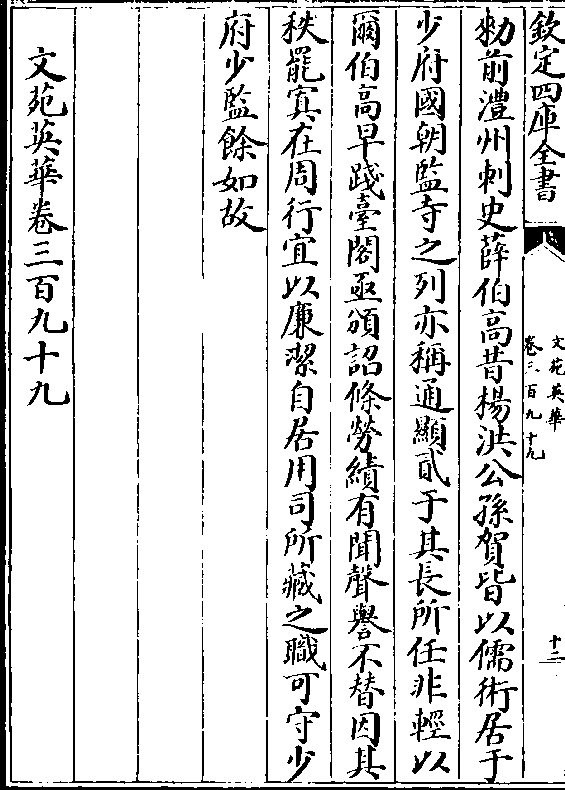 欽定四庫全書
文苑英華
卷三百九十九
十二
勑前澧州刺史薛伯高昔楊洪公孫賀皆以儒術居于
少府國朝監寺之列亦稱通顯貳于其長所任非輕以
爾伯高早踐臺閣亟頒詔條勞績有聞聲譽不替因其
秩罷寘在周行宜以廉潔自居用司所藏之職可守少
府少監餘如故
文苑英華卷三百九十九